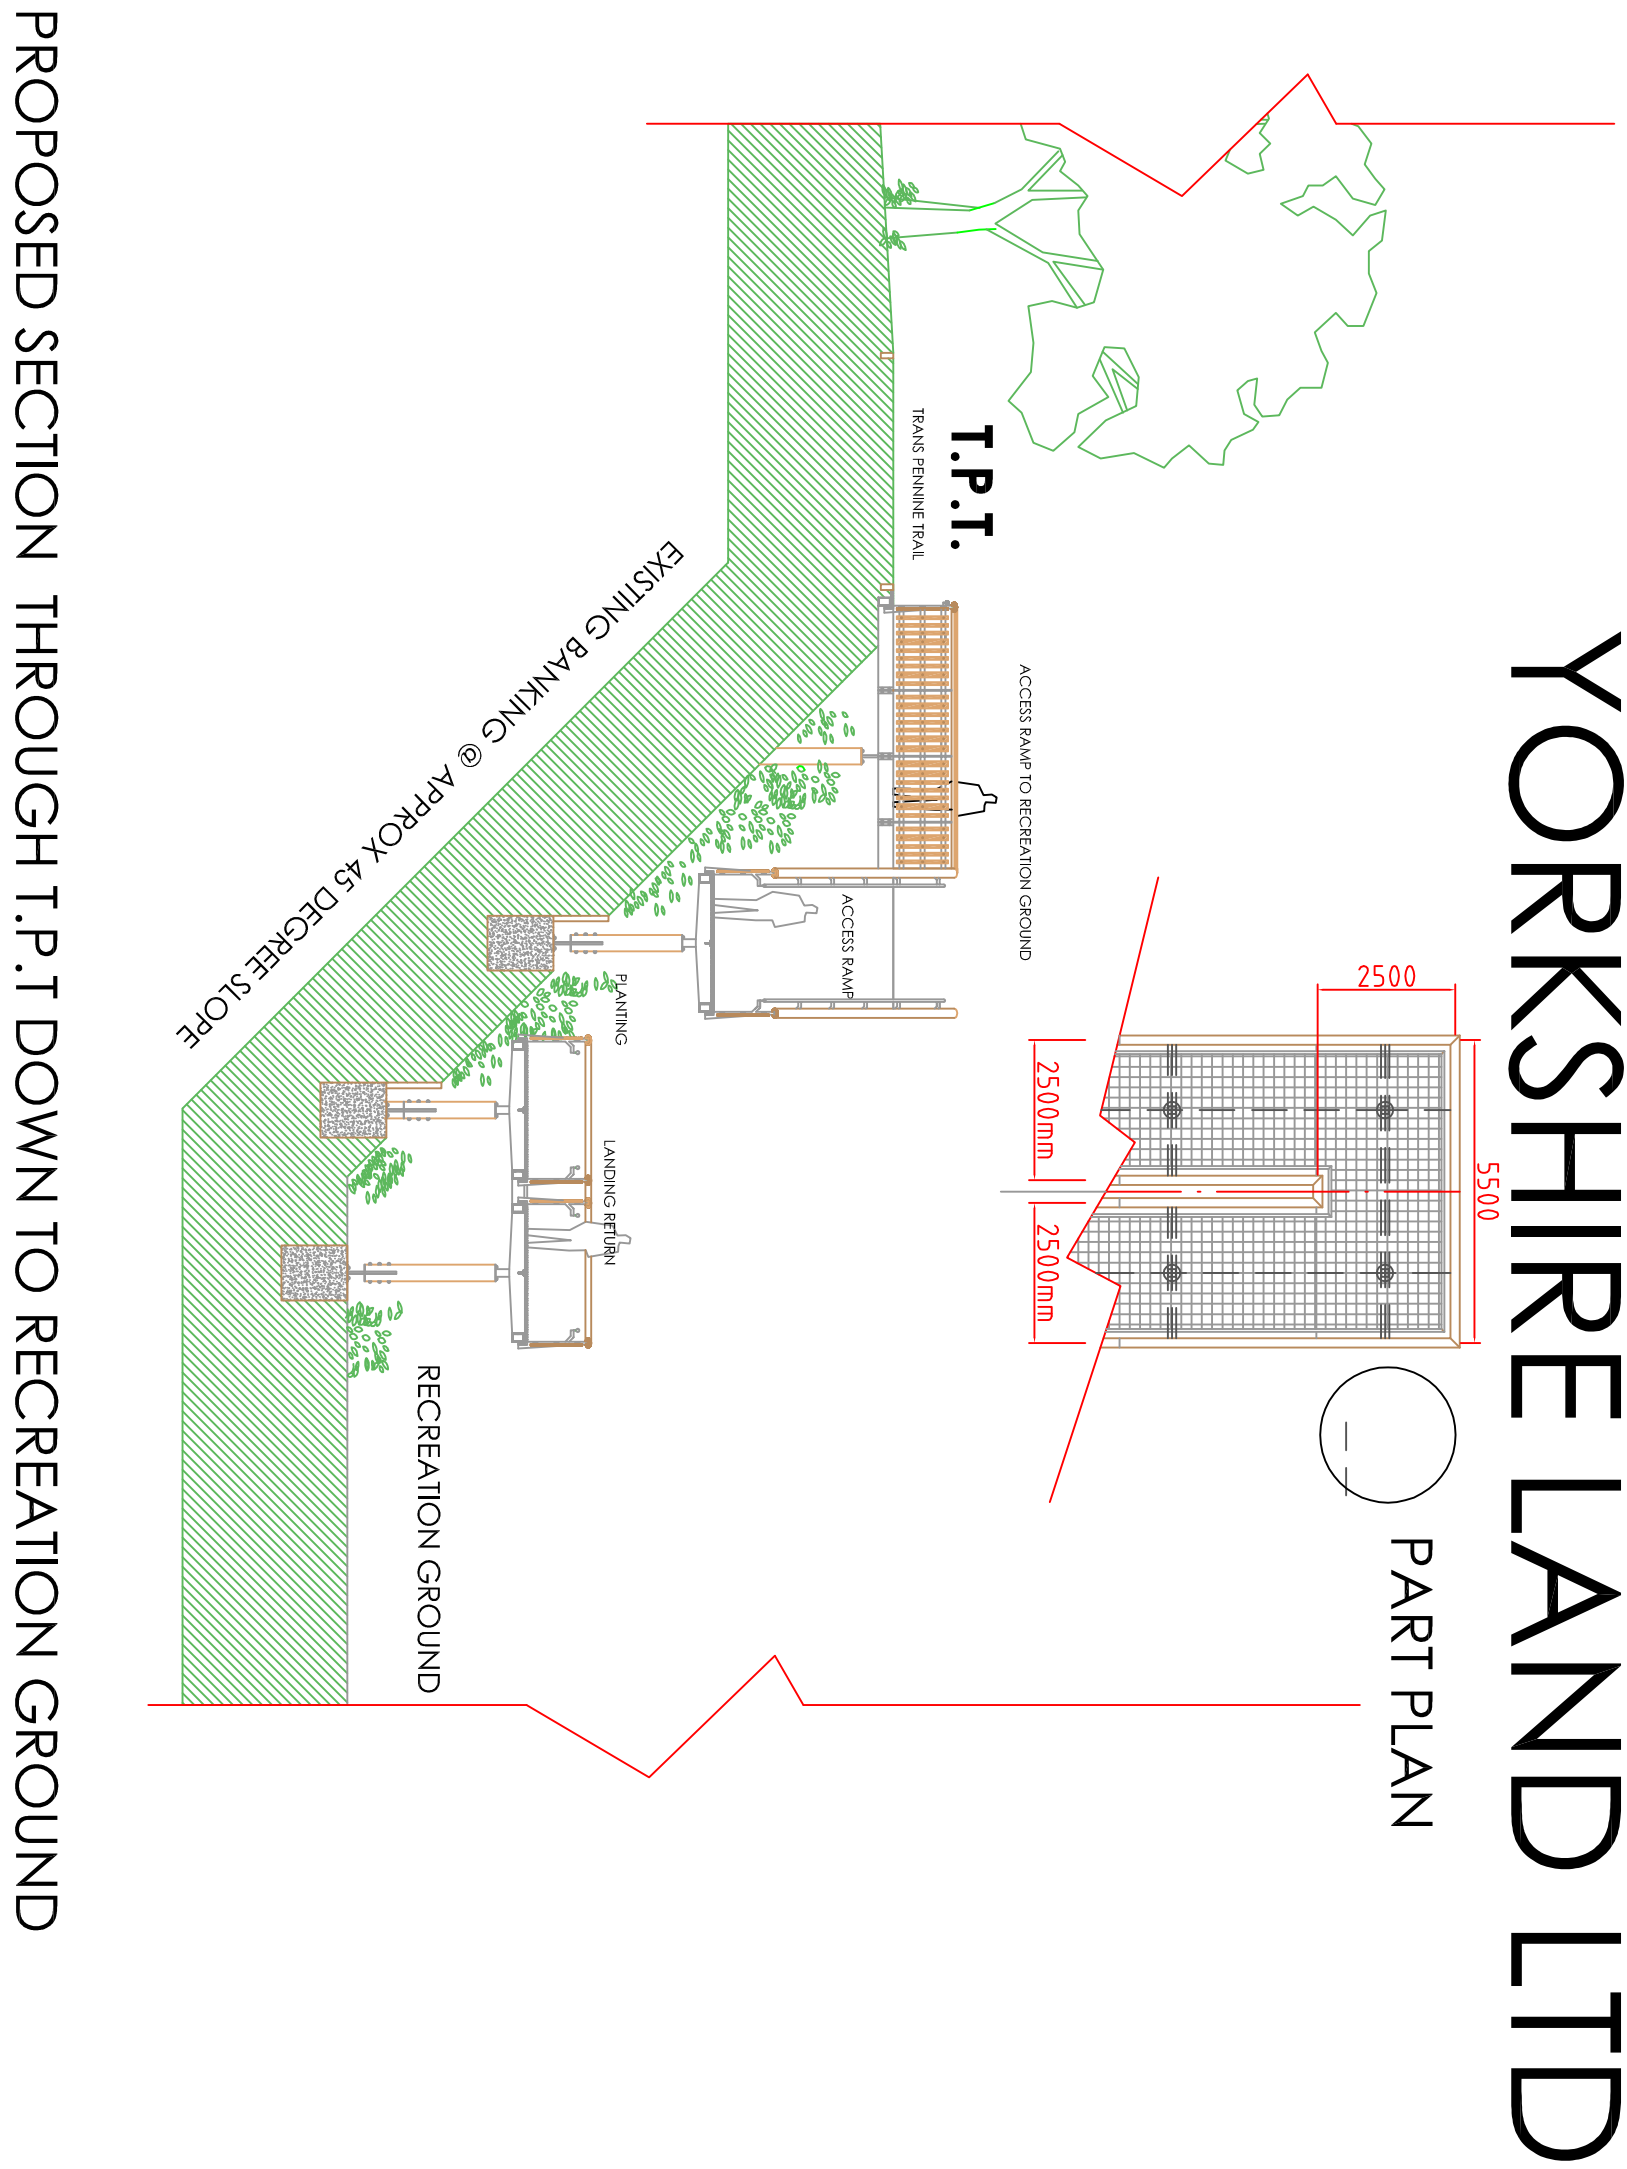 YORKSHIRE LAND LTD
PART PLAN
5500
2500
2500mm
2500mm
T.P.T.
TRANS PENNINE TRAIL
ACCESS RAMP TO RECREATION GROUND
ACCESS RAMP
PLANTING
LANDING RETURN
RECREATION GROUND
EXISTING BANKING @ APPROX 45 DEGREE SLOPE
PROPOSED SECTION THROUGH T.P.T DOWN TO RECREATION GROUND